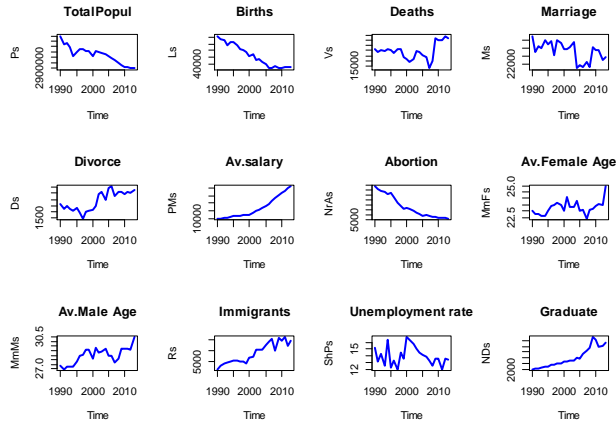 TotalPopul
Births
Deaths
Marriage
Ps
2900000
1990 2000 2010
Time
Ls
40000
1990 2000 2010
Time
Vs
15000
1990 2000 2010
Time
Ms
22000
1990 2000 2010
Time
Divorce
Av.salary
Abortion
Av.Female Age
Ds
1500
1990 2000 2010
Time
PMs
10000
1990 2000 2010
Time
NrAs
5000
1990 2000 2010
Time
MmFs
22.5 25.0
1990 2000 2010
Time
Av.Male Age
Immigrants
Unemployment rate
Graduate
MmMs
27.0 30.5
1990 2000 2010
Time
Rs
5000
1990 2000 2010
Time
ShPs
12 15
1990 2000 2010
Time
NDs
2000
1990 2000 2010
Time